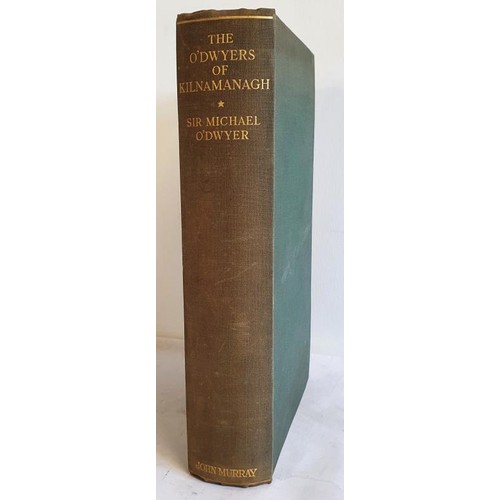 THE
O'DWYERS
OF
KILNAMANAGH
*
SIR MICHAEL
O'DWYER
JOHN MURRAY